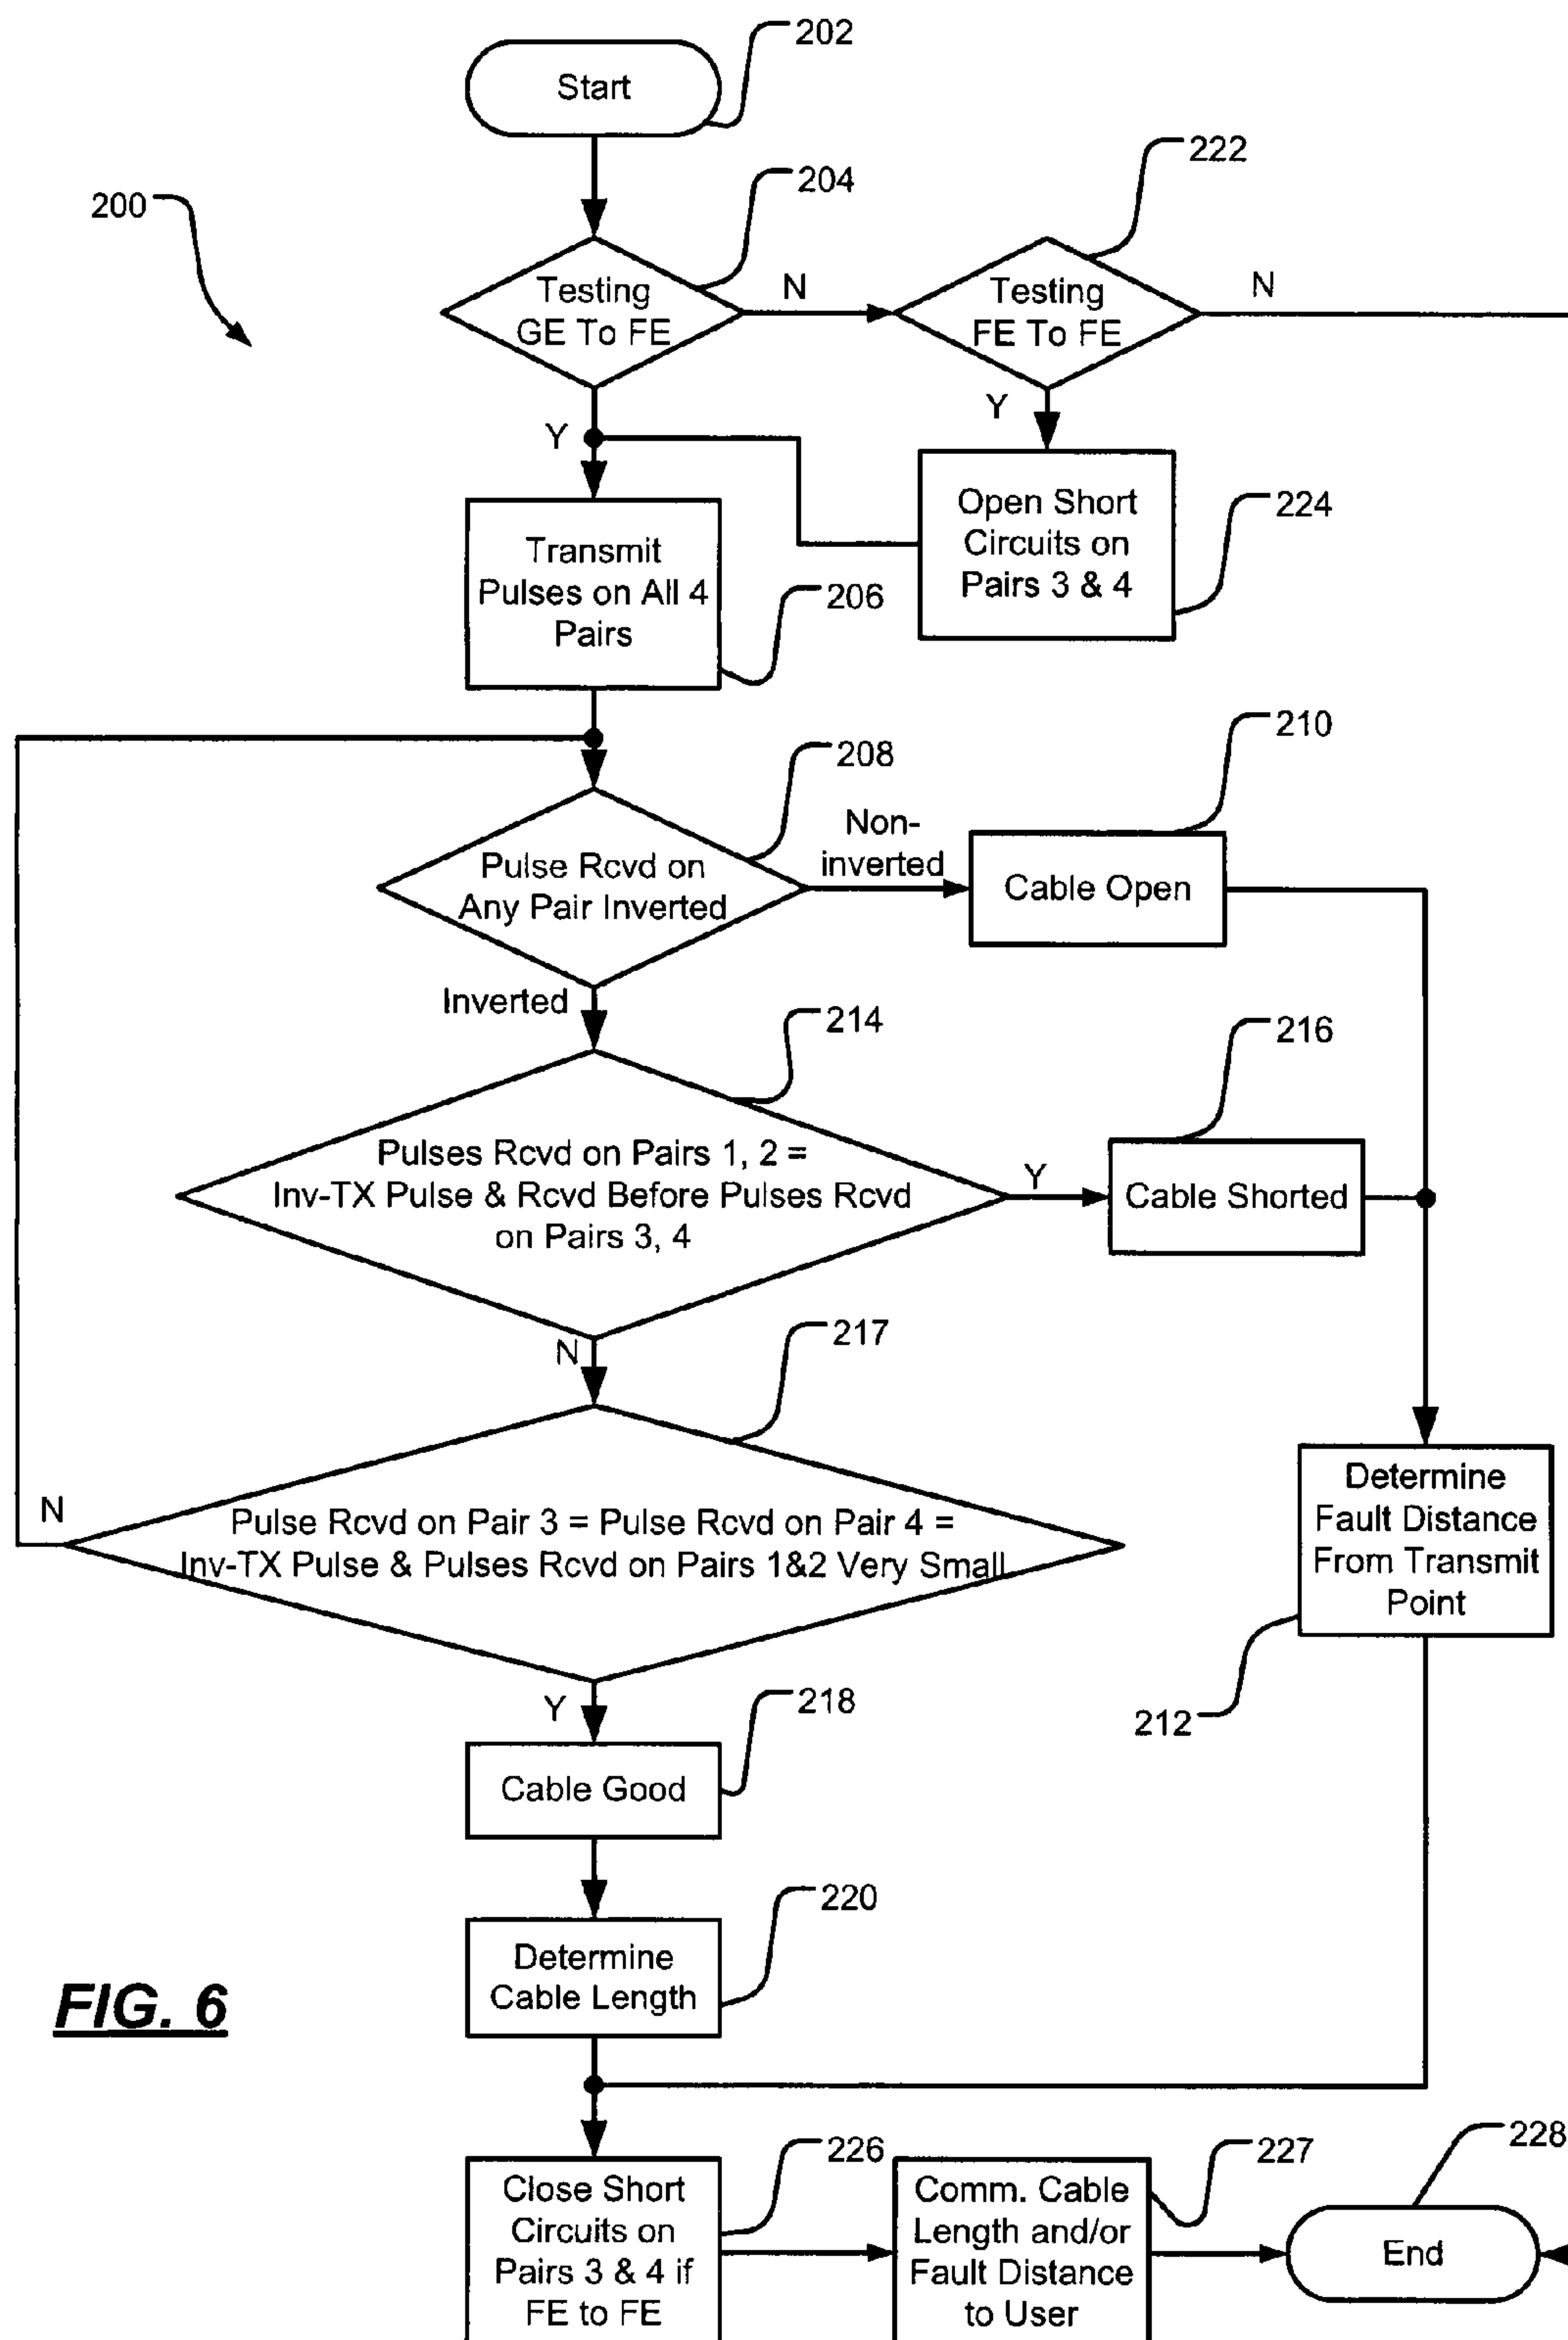 202
Start
222
204
200
Testing
GE To FE
N
Testing
FE To FE
N
Y
Y
Open Short
Circuits on
Pairs 3 & 4
224
Transmit
Pulses on All 4
Pairs
206
210
208
Non-
inverted
Pulse Rcvd on
Any Pair Inverted
Cable Open
Inverted
214
216
Pulses Rcvd on Pairs 1, 2 =
Inv-TX Pulse & Rcvd Before Pulses Rcvd
on Pairs 3, 4
Y
Cable Shorted
217
N
Determine
Fault Distance
From Transmit
Point
N
Pulse Rcvd on Pair 3 = Pulse Rcvd on Pair 4 =
Inv-TX Pulse & Pulses Rcvd on Pairs 1&2 Very Small
212
Y
218
Cable Good
220
Determine
Cable Length
FIG. 6
226
227
228
Close Short
Circuits on
Pairs 3 & 4 if
FE to FE
Comm. Cable
Length and/or
Fault Distance
to User
End